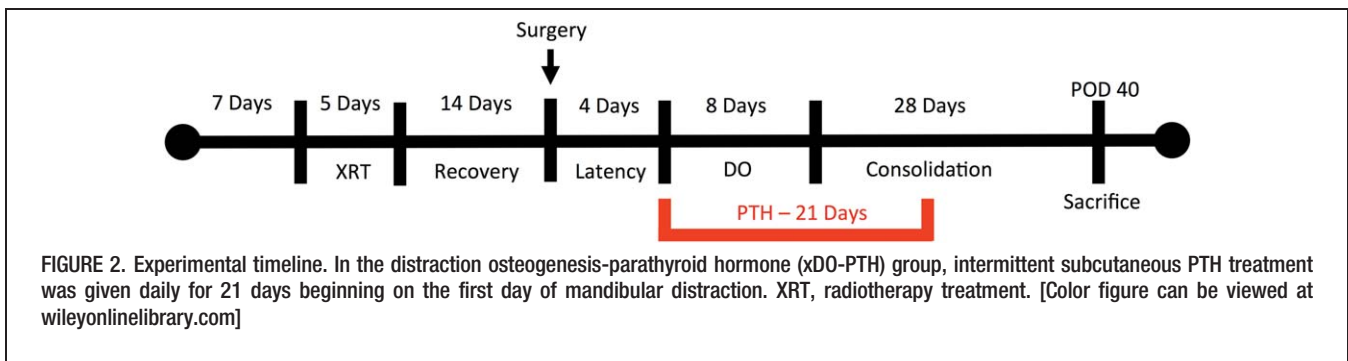 Surgery
7 Days 5 Days 14 Days 4 Days 8 Days 28 Days POD 40
XRT Recovery Latency DO Consolidation
Sacrifice
PTH – 21 Days
FIGURE 2. Experimental timeline. In the distraction osteogenesis-parathyroid hormone (xDO-PTH) group, intermittent subcutaneous PTH treatment
was given daily for 21 days beginning on the first day of mandibular distraction. XRT, radiotherapy treatment. [Color figure can be viewed at
wileyonlinelibrary.com]